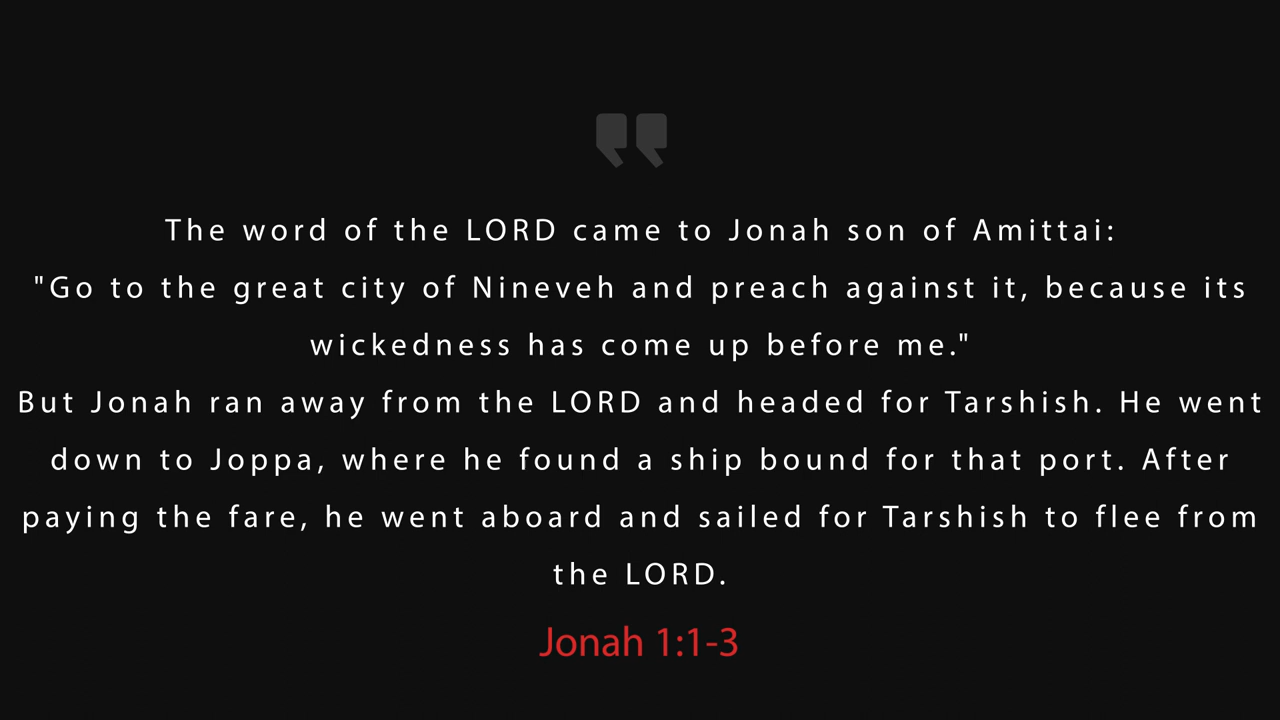 The word of the LORD came to Jonah son of Amittai:
"Go to the great city of Nineveh and preach against it, because its
wickedness has come up before me."
But Jonah ran away from the LORD and headed for Tarshish. He went
down to Joppa, where he found a ship bound for that port. After
paying the fare, he went aboard and sailed for Tarshish to flee from
the LORD.
Jonah 1:1-3